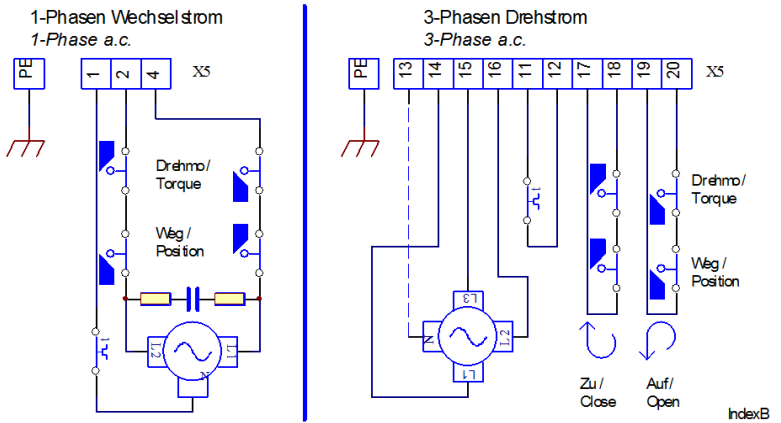 1-Phasen Wechselstrom
1-Phase a.c.
PE
1 2 4 X5
Drehmo/
Torque
Weg /
Position
L2 L1
N
3-Phasen Drehstrom
3-Phase a.c.
PE
13 14 15 16 11 12 17 18 19 20 X5
Drehmo/
Torque
Weg /
Position
L3
N L2
L1
Zu /
Close
Auf /
Open
IndexB